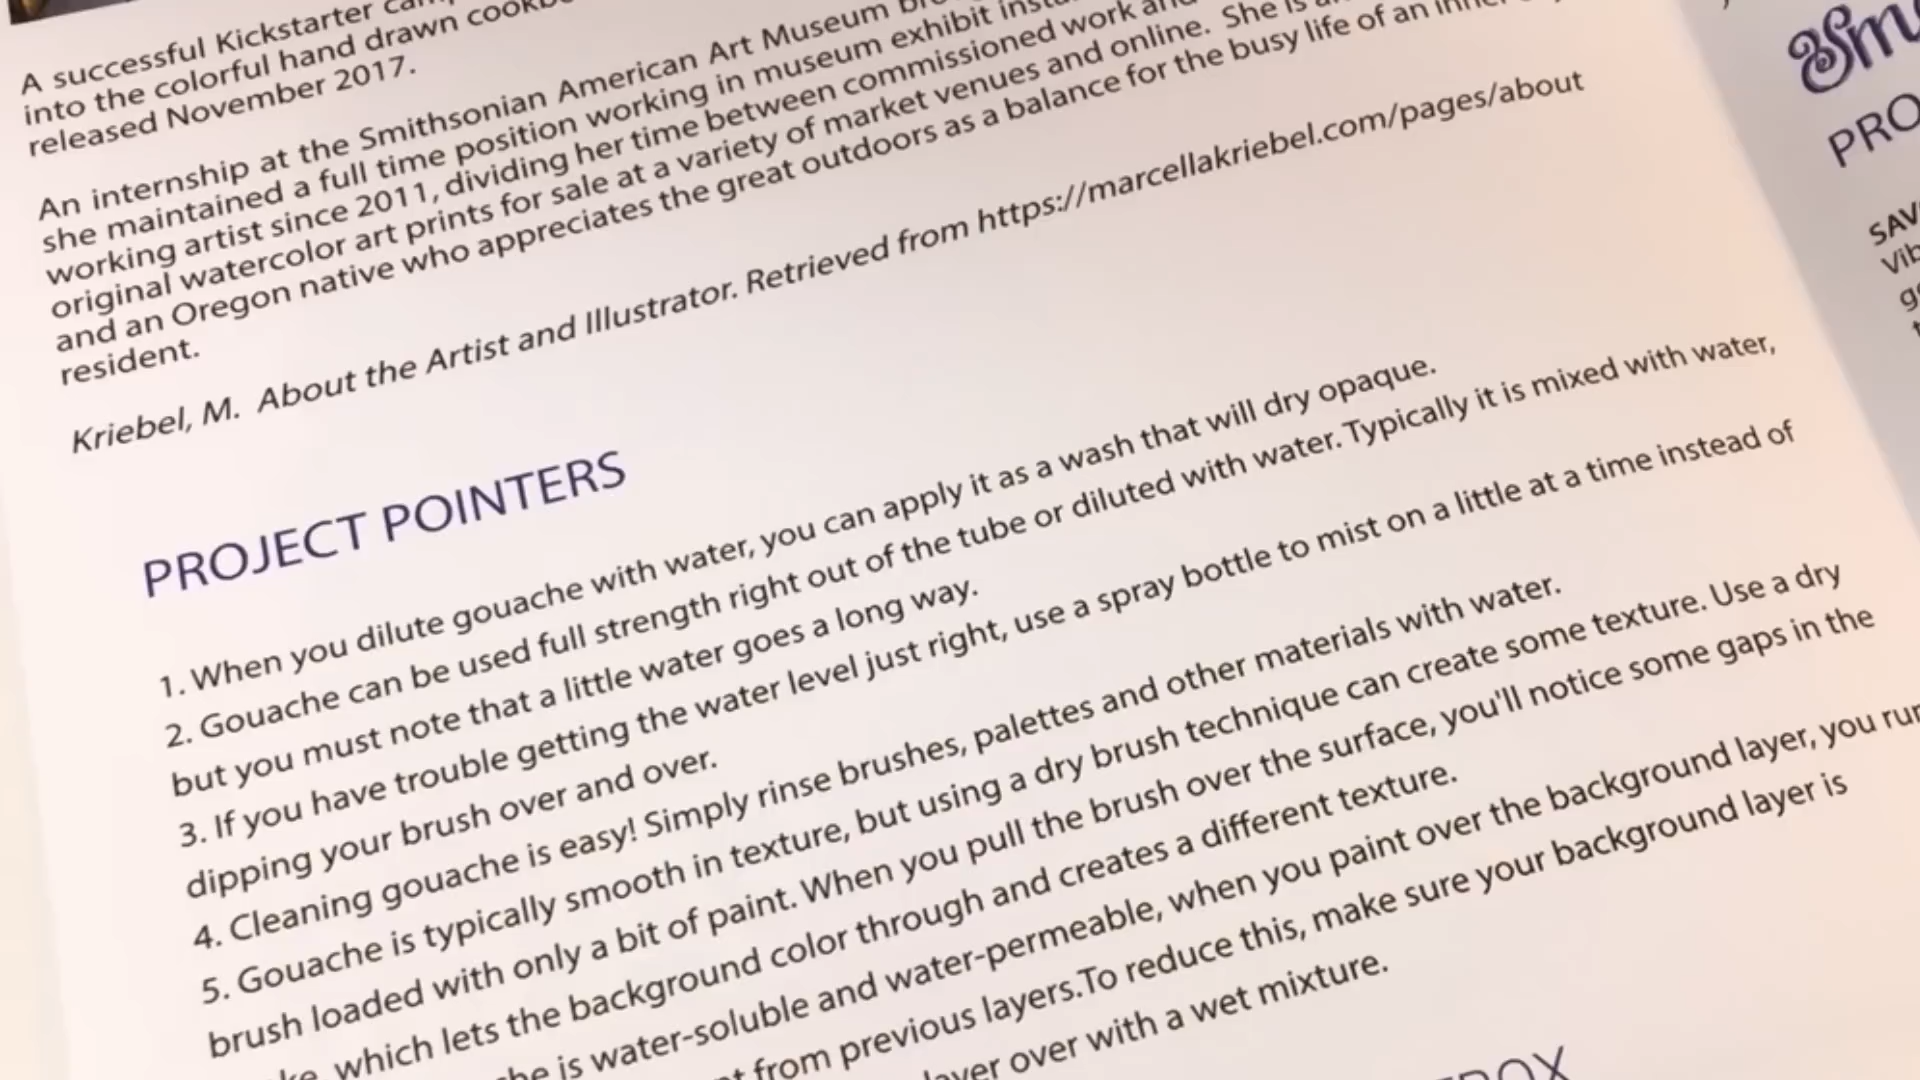 A successful Kickstarter
into the colorful hand drawn
released November 2017.
An internship at the Smithsonian American Art Museum
she maintained a full time position working in museum exhibit
working artist since 2011, dividing her time between commissioned work and
original watercolor art prints for sale at a variety of market venues and online. She is
and an Oregon native who appreciates the great outdoors as a balance for the busy life of an
resident.
Kriebel, M. About the Artist and Illustrator. Retrieved from https://marcellakriebel.com/pages/about
PROJECT POINTERS
1. When you dilute gouache with water, you can apply it as a wash that will dry opaque.
2. Gouache can be used full strength right out of the tube or diluted with water. Typically it is mixed with water,
but you must note that a little water goes a long way.
3. If you have trouble getting the water level just right, use a spray bottle to mist on a little at a time instead of
dipping your brush over and over.
4. Cleaning gouache is easy! Simply rinse brushes, palettes and other materials with water.
5. Gouache is typically smooth in texture, but using a dry brush technique can create some texture. Use a dry
brush loaded with only a bit of paint. When you pull the brush over the surface, you'll notice some gaps in the
which lets the background color through and creates a different texture.
is water-soluble and water-permeable, when you paint over the background layer, you
from previous layers.To reduce this, make sure your background layer is
over with a wet mixture.